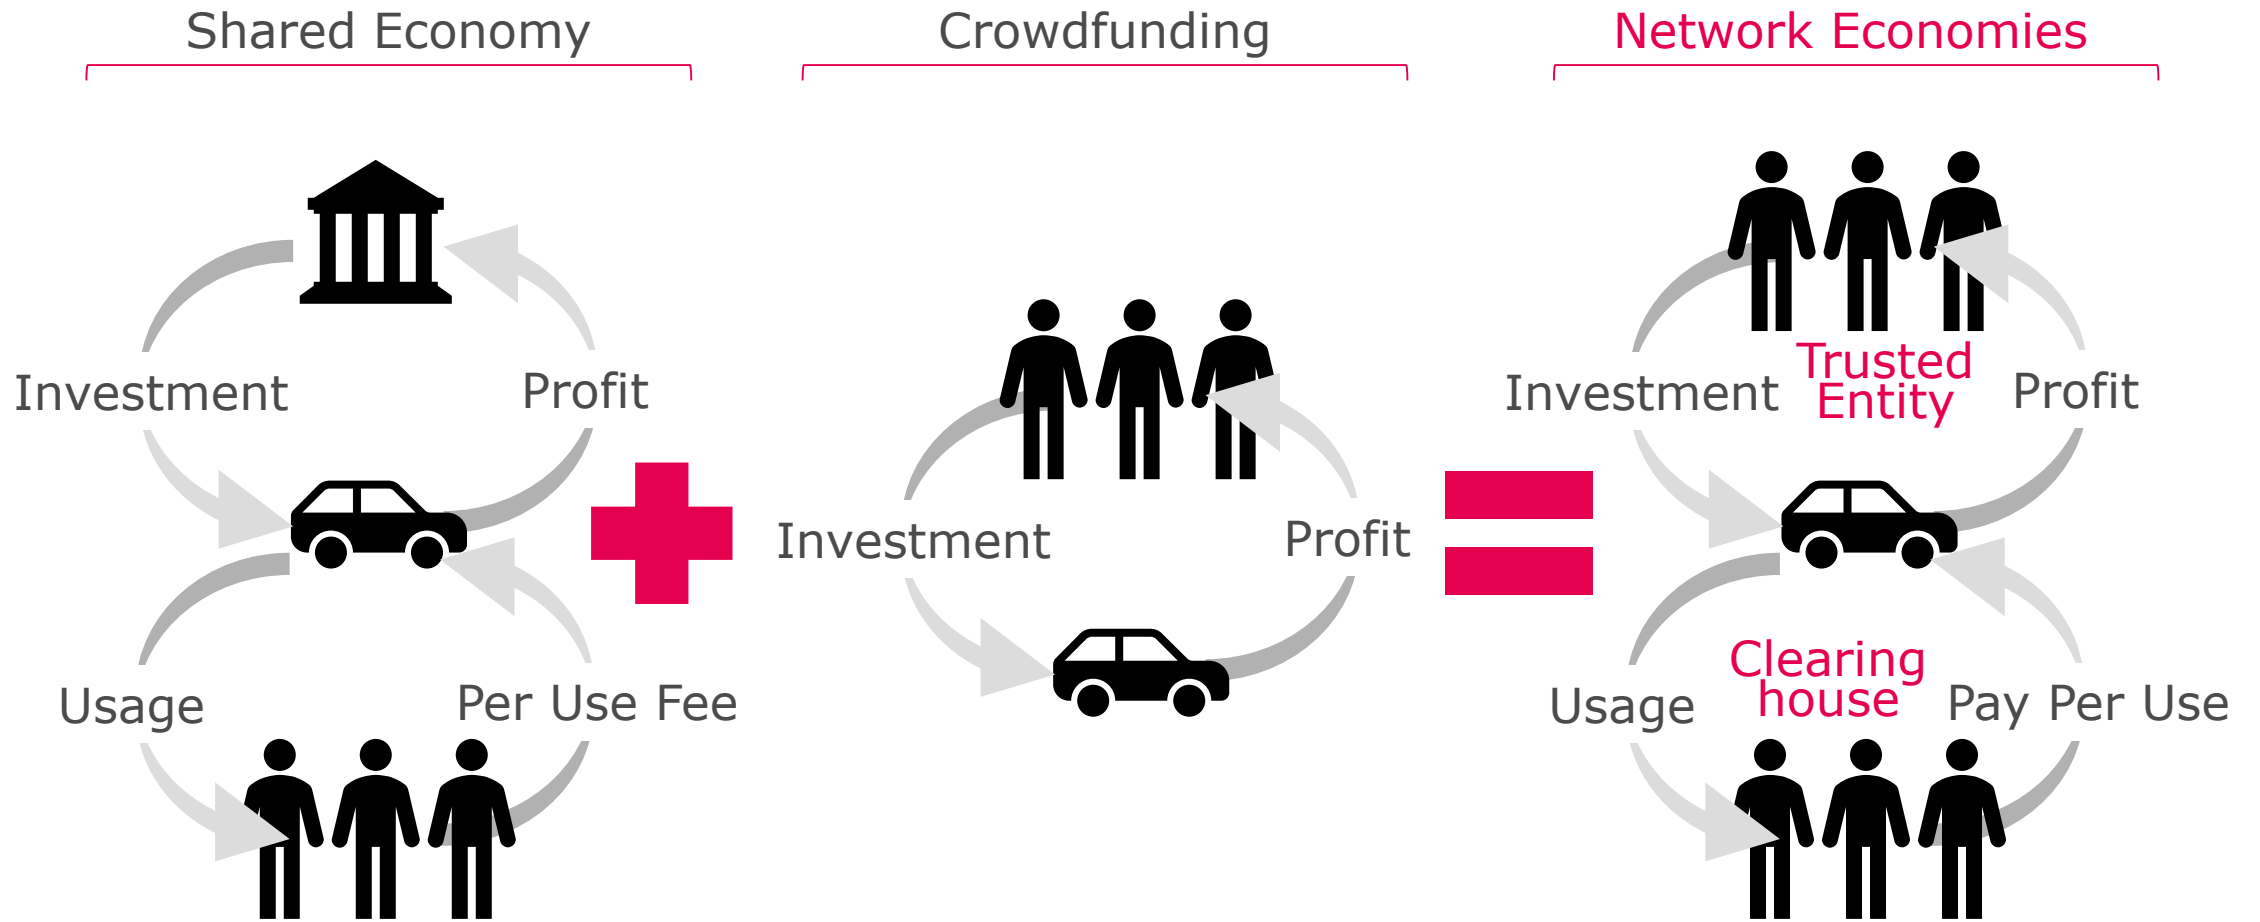 Shared Economy
Investment
Profit
Usage
Per Use Fee
Crowdfunding
Investment
Profit
Network Economies
Investment
Trusted
Entity
Profit
Clearing
house
Usage
Pay Per Use